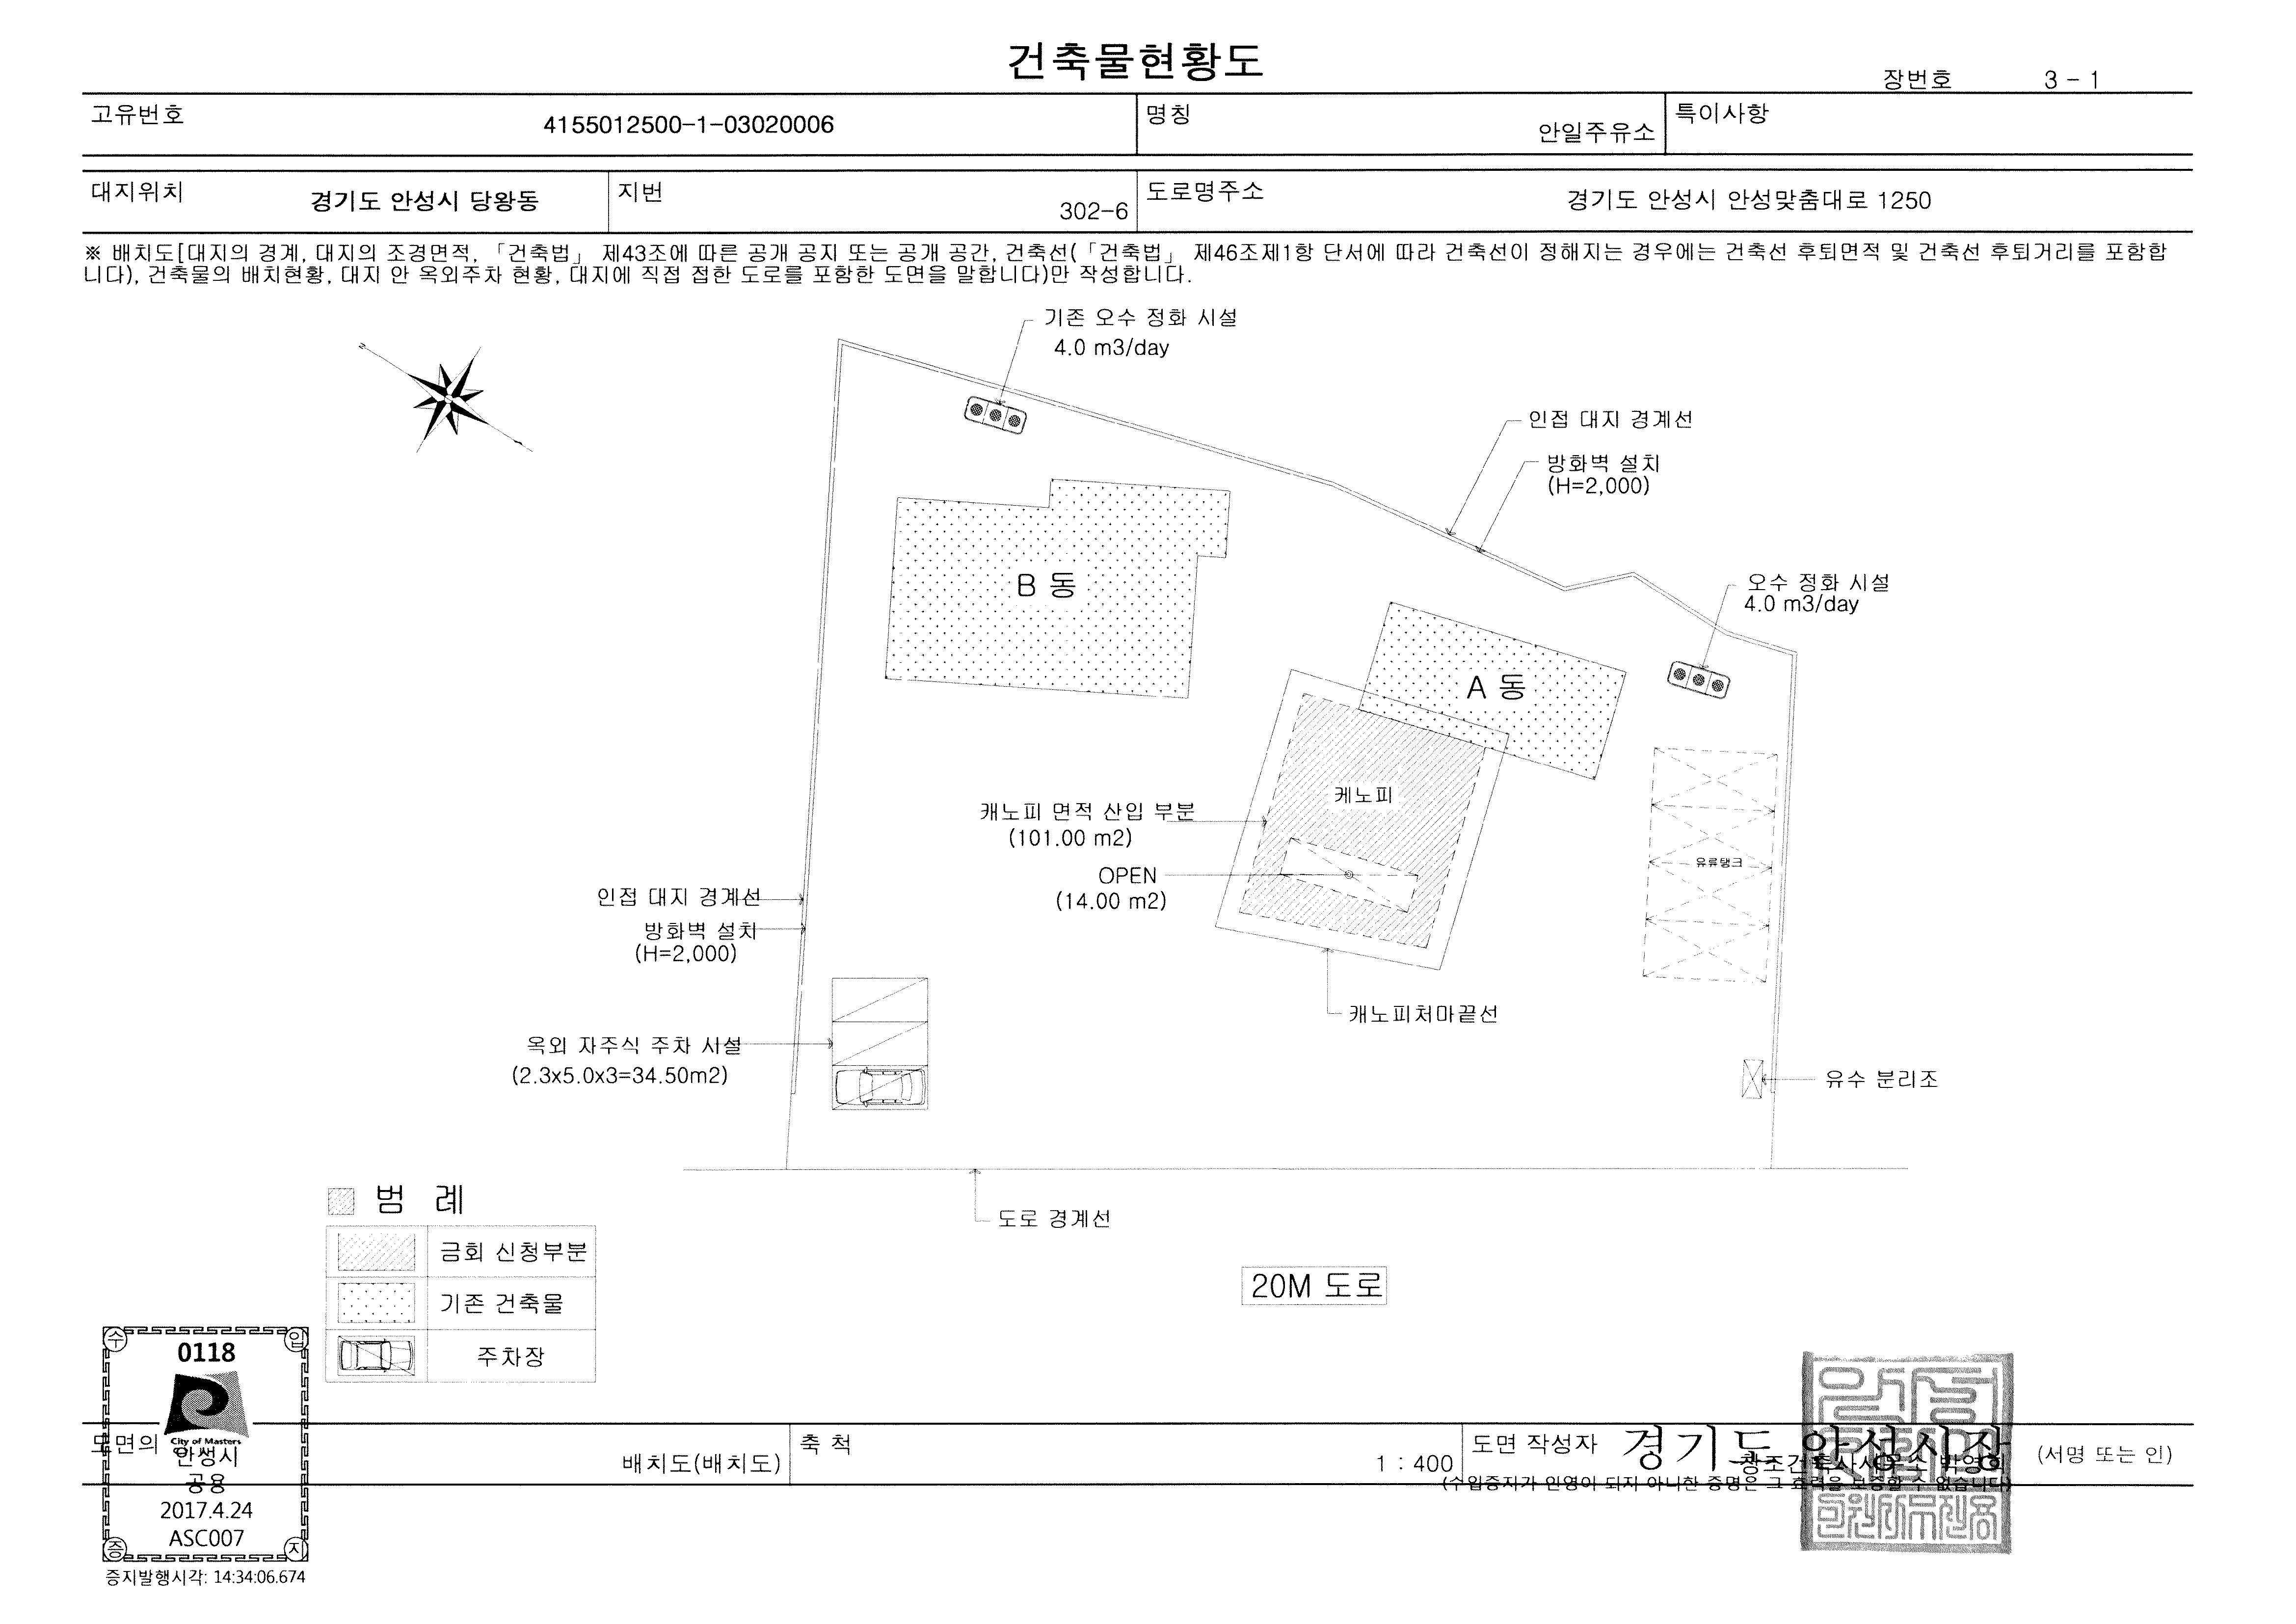 건축물현황도
장번호 3 - 1
고유번호 4155012500-1-03020006 명칭 안일주유소 특이사항
대지위치 경기도 안성시 당왕동 지번 302-6 도로명주소 경기도 안성시 안성맞춤대로 1250
※ 배치도[대지의 경계, 대지의 조경면적, 「건축법」 제43조에 따른 공개 공지 또는 공개 공간, 건축선(「건축법」 제46조제1항 단서에 따라 건축선이 정해지는 경우에는 건축선 후퇴면적 및 건축선 후퇴거리를 포함합
니다), 건축물의 배치현황, 대지 안 옥외주차 현황, 대지에 직접 접한 도로를 포함한 도면을 말합니다)만 작성합니다.
기존 오수 정화 시설
4.0 m3/day
N
인접 대지 경계선
방화벽 설치
(H=2,000)
B 동
오수 정화 시설
4.0 m3/day
A 동
케노피
캐노피 면적 산입 부분
(101.00 m2)
OPEN
(14.00 m2)
유류탱크
인접 대지 경계선
방화벽 설치
(H=2,000)
캐노피처마끝선
옥외 자주식 주차 시설
(2.3x5.0x3=34.50m2)
유수 분리조
도로 경계선
20M 도로
범 례
금회 신청부분
기존 건축물
주차장
수 입
0118
City of Masters
안성시
공용
2017.4.24
ASC007
증 지
증지발행시각: 14:34:06.674
도면의 배치도(배치도) 축 척 1 : 400 도면 작성자 경기도 안성시장 (서명 또는 인)
(수입증지가 인영이 되지 아니한 증명은 그 효력을 보증할 수 없습니다)